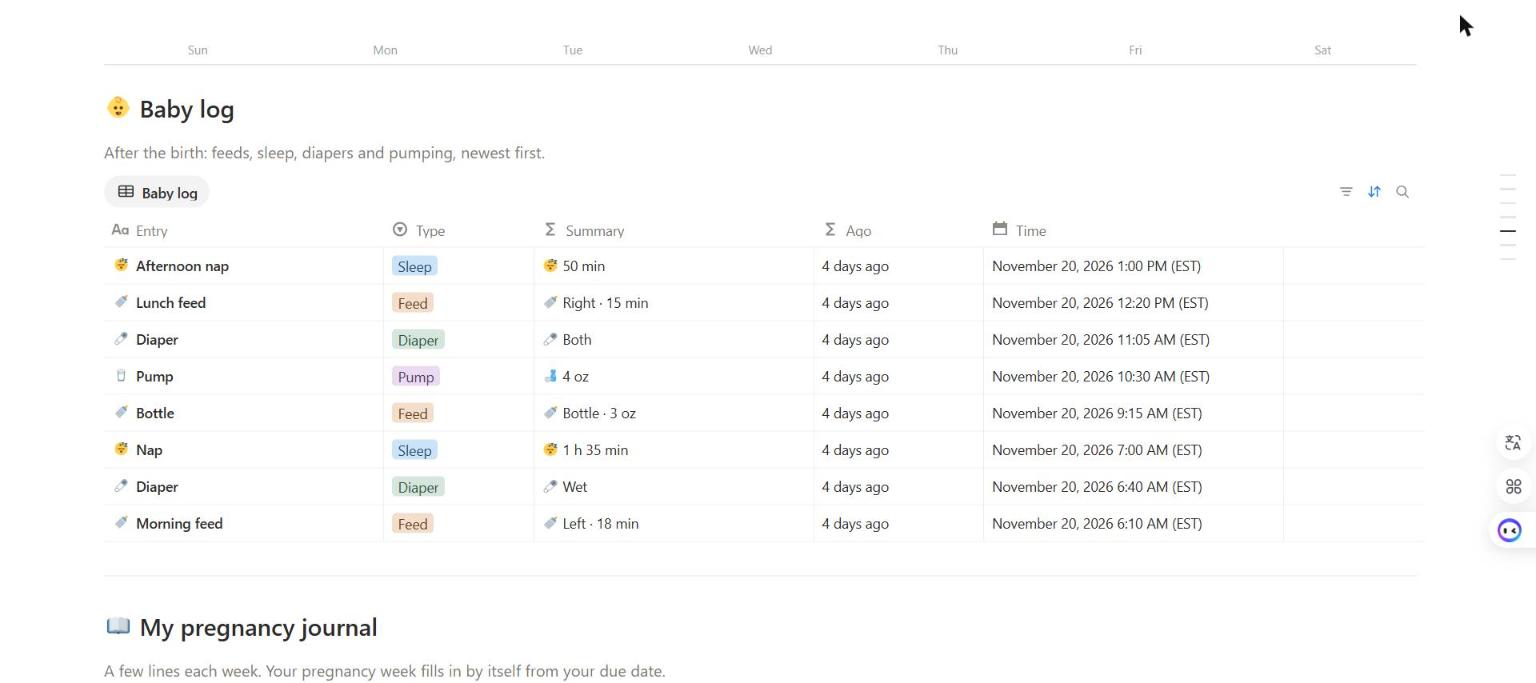 Sun Mon Tue Wed Thu Fri Sat
Baby log
After the birth: feeds, sleep, diapers and pumping, newest first.
Baby log
Aa Entry Type Σ Summary Σ Ago Time
Afternoon nap Sleep 50 min 4 days ago November 20, 2026 1:00 PM (EST)
Lunch feed Feed Right · 15 min 4 days ago November 20, 2026 12:20 PM (EST)
Diaper Diaper Both 4 days ago November 20, 2026 11:05 AM (EST)
Pump Pump 4 oz 4 days ago November 20, 2026 10:30 AM (EST)
Bottle Feed Bottle · 3 oz 4 days ago November 20, 2026 9:15 AM (EST)
Nap Sleep 1 h 35 min 4 days ago November 20, 2026 7:00 AM (EST)
Diaper Diaper Wet 4 days ago November 20, 2026 6:40 AM (EST)
Morning feed Feed Left · 18 min 4 days ago November 20, 2026 6:10 AM (EST)
My pregnancy journal
A few lines each week. Your pregnancy week fills in by itself from your due date.